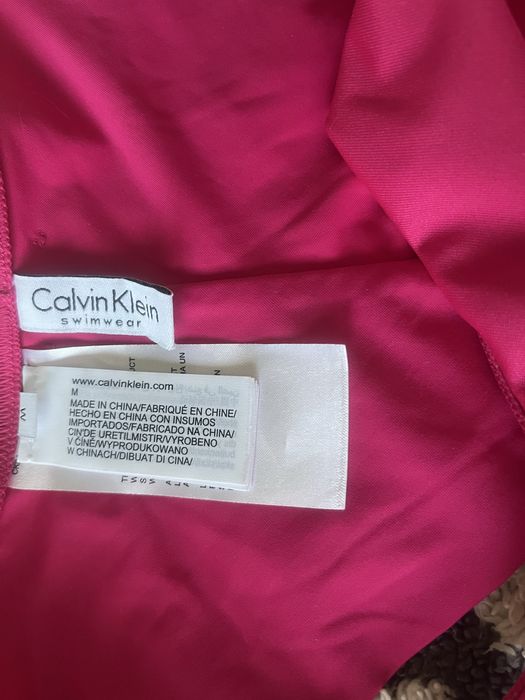 Calvin Klein
swimwear
www.calvinklein.com
M
MADE IN CHINA/FABRIQUÉ EN CHINE/
HECHO EN CHINA CON INSUMOS
IMPORTADOS/FABRICADO NA CHINA/
ÇIN'DE URETILMISTIR/VYROBENO
V ČÍNĚ/WYPRODUKOWANO
W CHINACH/DIBUAT DI CINA/
M